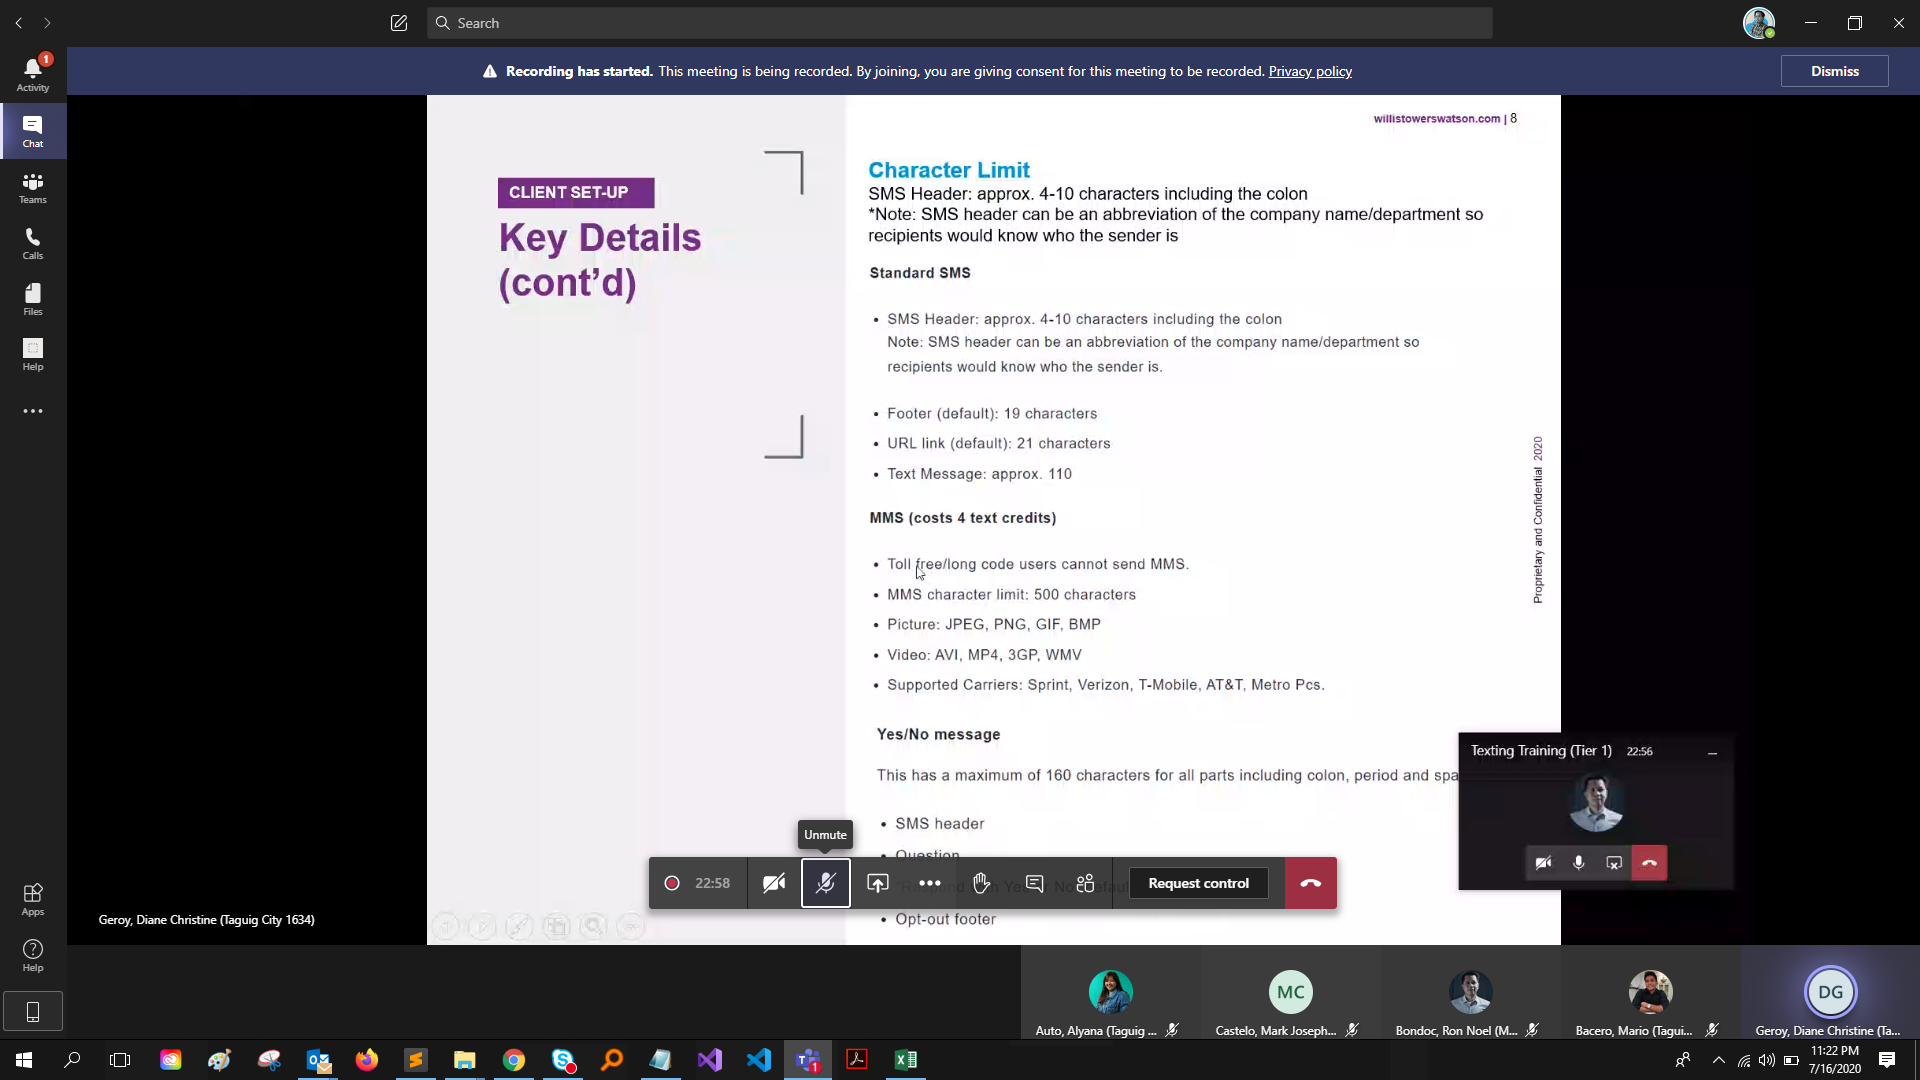 Search
Recording has started. This meeting is being recorded. By joining, you are giving consent for this meeting to be recorded. Privacy policy
Dismiss
1
Activity
Chat
Teams
Calls
Files
Help
Apps
Help
willistowerswatson.com | 8
CLIENT SET-UP
Key Details
(cont'd)
Character Limit
SMS Header: approx. 4-10 characters including the colon
*Note: SMS header can be an abbreviation of the company name/department so
recipients would know who the sender is
Standard SMS
• SMS Header: approx. 4-10 characters including the colon
Note: SMS header can be an abbreviation of the company name/department so
recipients would know who the sender is.
• Footer (default): 19 characters
• URL link (default): 21 characters
• Text Message: approx. 110
MMS (costs 4 text credits)
• Toll free/long code users cannot send MMS.
• MMS character limit: 500 characters
• Picture: JPEG, PNG, GIF, BMP
• Video: AVI, MP4, 3GP, WMV
• Supported Carriers: Sprint, Verizon, T-Mobile, AT&T, Metro Pcs.
Yes/No message
This has a maximum of 160 characters for all parts including colon, period and spa
• SMS header
• Question
• Opt-out footer
Proprietary and Confidential 2020
Texting Training (Tier 1) 22:56
Unmute
22:58
Request control
Geroy, Diane Christine (Taguig City 1634)
MC
DG
Auto, Alyana (Taguig ...
Castelo, Mark Joseph...
Bondoc, Ron Noel (M...
Bacero, Mario (Tagui...
Geroy, Diane Christine (Ta...
11:22 PM
7/16/2020